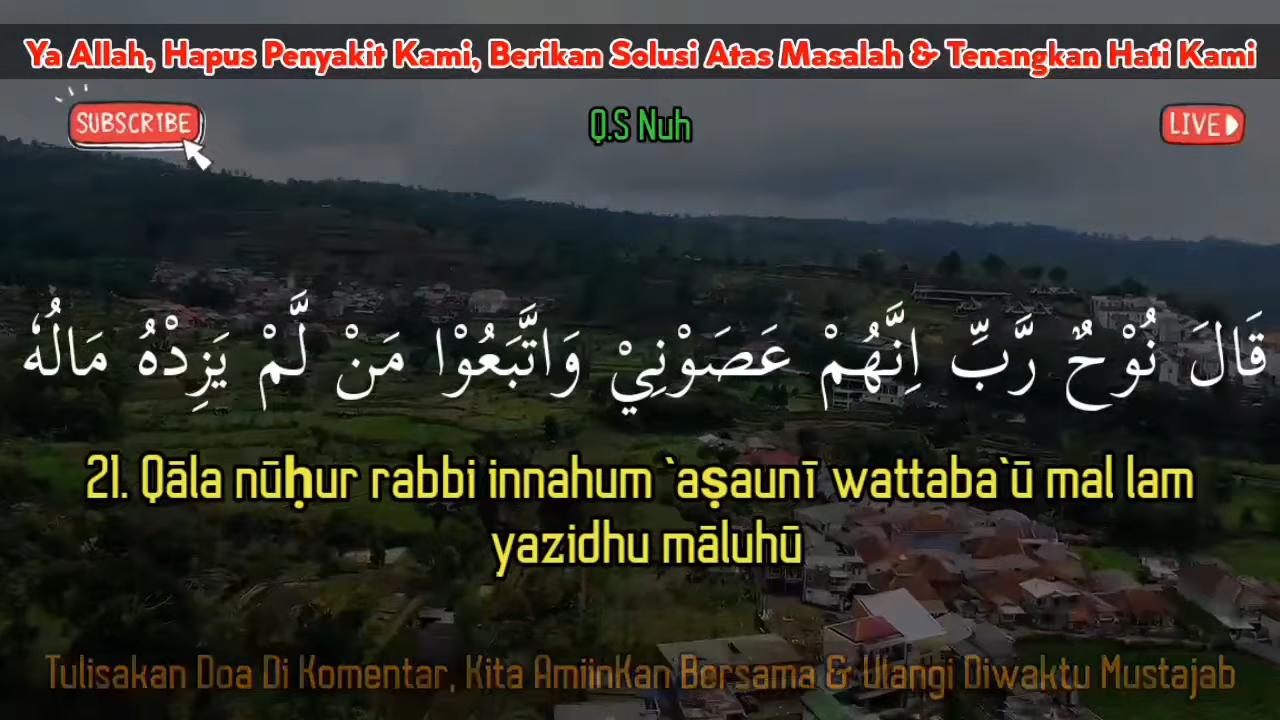 Ya Allah, Hapus Penyakit Kami, Berikan Solusi Atas Masalah & Tenangkan Hati Kami
SUBSCRIBE
Q.S Nuh
LIVE
قَالَ نُوْحٌ رَّبِّ اِنَّهُمْ عَصَوْنِيْ وَاتَّبَعُوْا مَنْ لَّمْ يَزِدْهُ مَالُهٗ
21. Qāla nūḥur rabbi innahum `aṣaunī wattaba`ū mal lam
yazidhu māluhū
Tulisakan Doa Di Komentar, Kita AmiinKan Bersama & Ulangi Diwaktu Mustajab